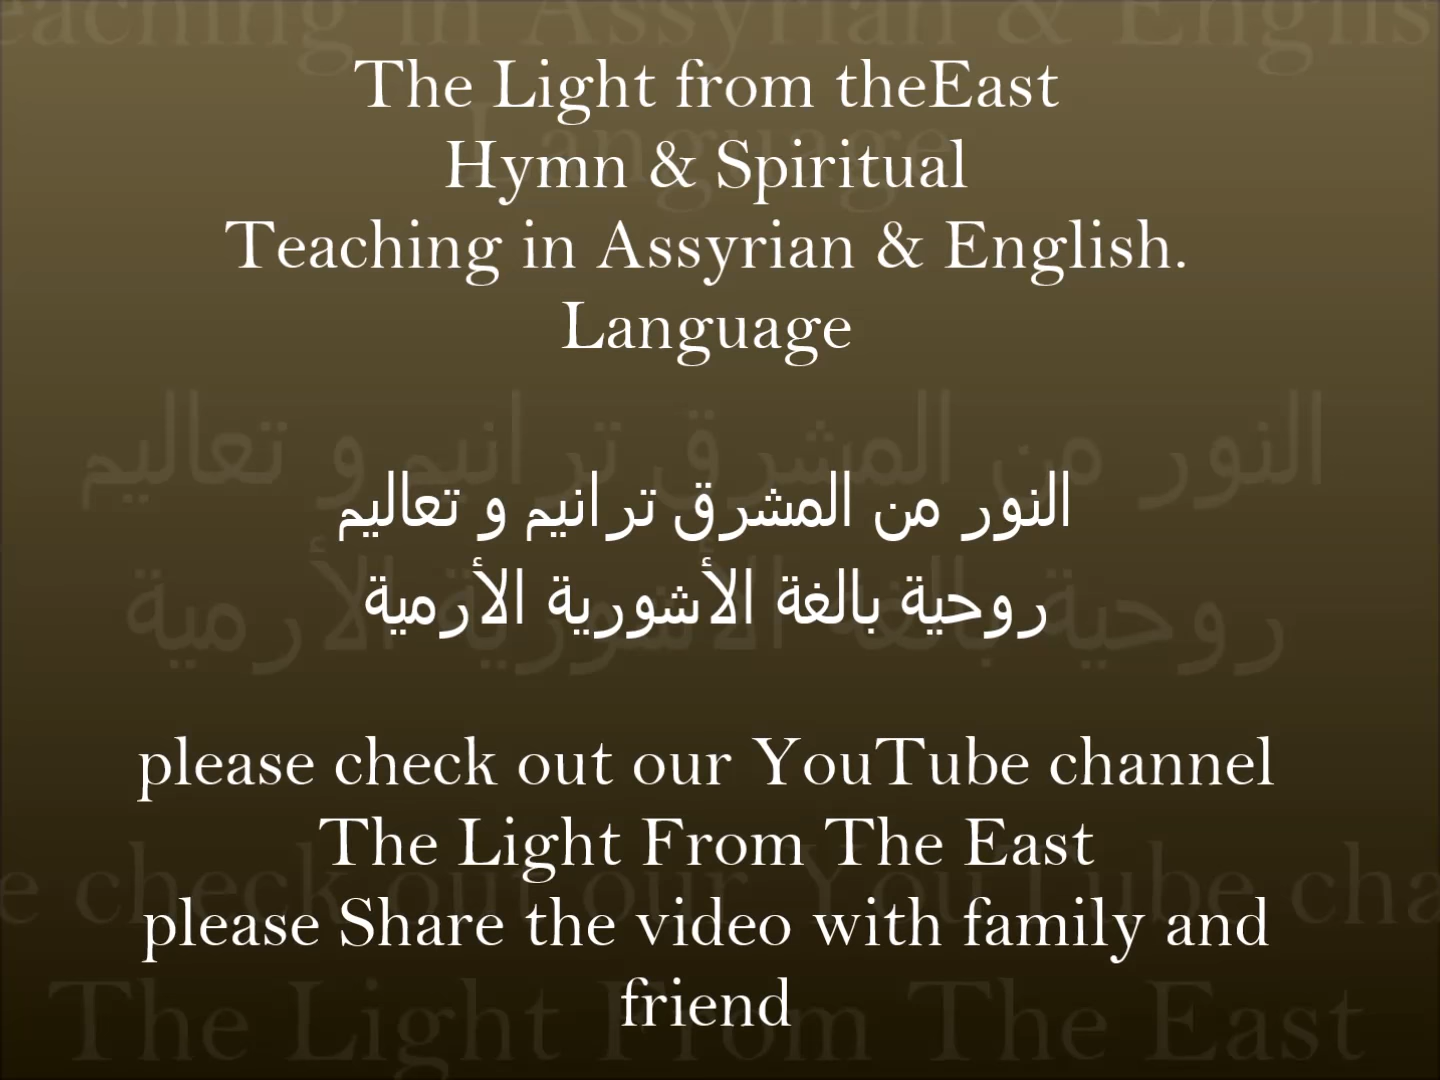 The Light from theEast
Hymn & Spiritual
Teaching in Assyrian & English.
Language
النور من المشرق ترانيم و تعاليم
روحية بالغة الأشورية الأرمية
please check out our YouTube channel
The Light From The East
please Share the video with family and
friend